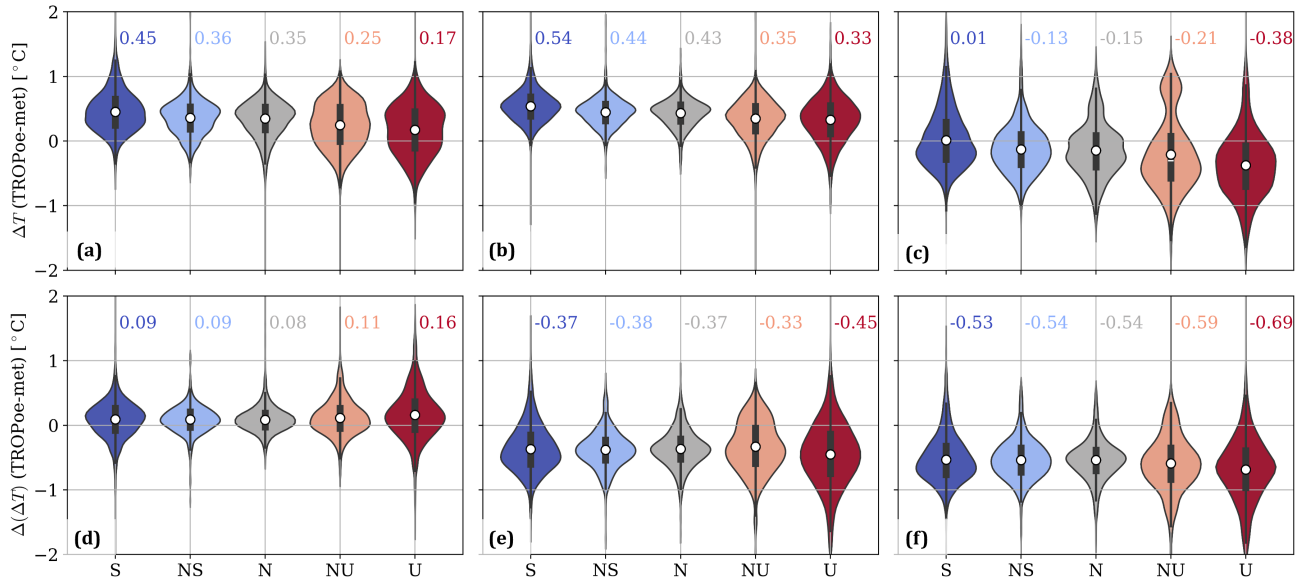 2
1
0
−1
−2
ΔT (TROPoe-met) [°C]
0.45 0.36 0.35 0.25 0.17
(a)
0.54 0.44 0.43 0.35 0.33
(b)
0.01 -0.13 -0.15 -0.21 -0.38
(c)
2
1
0
−1
−2
Δ(ΔT) (TROPoe-met) [°C]
0.09 0.09 0.08 0.11 0.16
(d)
S NS N NU U
-0.37 -0.38 -0.37 -0.33 -0.45
(e)
S NS N NU U
-0.53 -0.54 -0.54 -0.59 -0.69
(f)
S NS N NU U